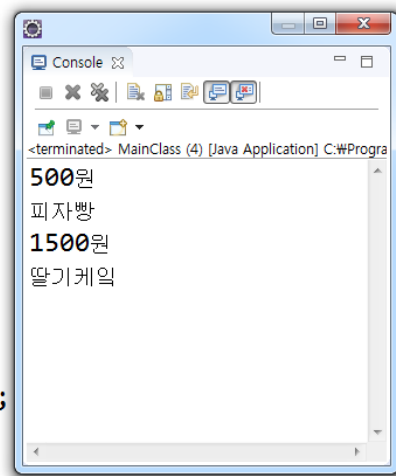 Console
<terminated> MainClass (4) [Java Application] C:₩Progra
500원
피자빵
1500원
딸기케잌
;